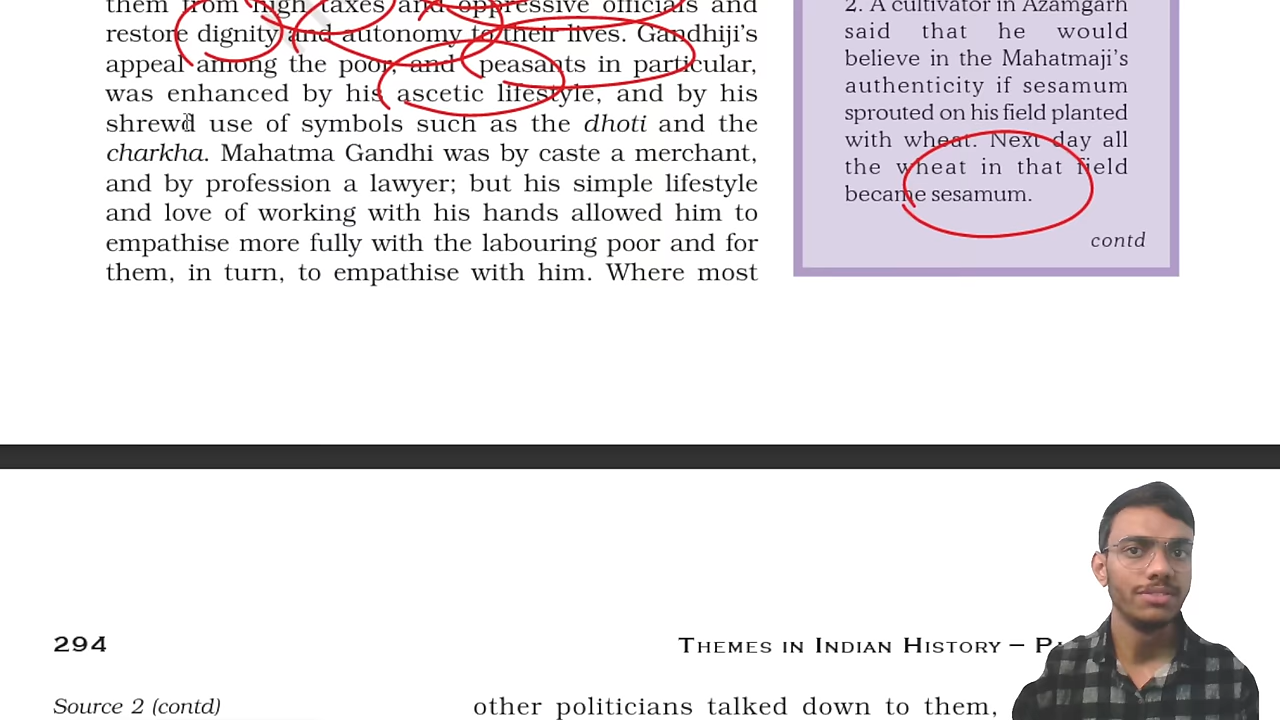 them from high taxes and oppressive officials and
restore dignity and autonomy to their lives. Gandhiji's
appeal among the poor, and peasants in particular,
was enhanced by his ascetic lifestyle, and by his
shrewd use of symbols such as the dhoti and the
charkha. Mahatma Gandhi was by caste a merchant,
and by profession a lawyer; but his simple lifestyle
and love of working with his hands allowed him to
empathise more fully with the labouring poor and for
them, in turn, to empathise with him. Where most
2. A cultivator in Azamgarh
said that he would
believe in the Mahatmaji's
authenticity if sesamum
sprouted on his field planted
with wheat. Next day all
the wheat in that field
became sesamum.
contd
294
THEMES IN INDIAN HISTORY –
Source 2 (contd)
other politicians talked down to them,